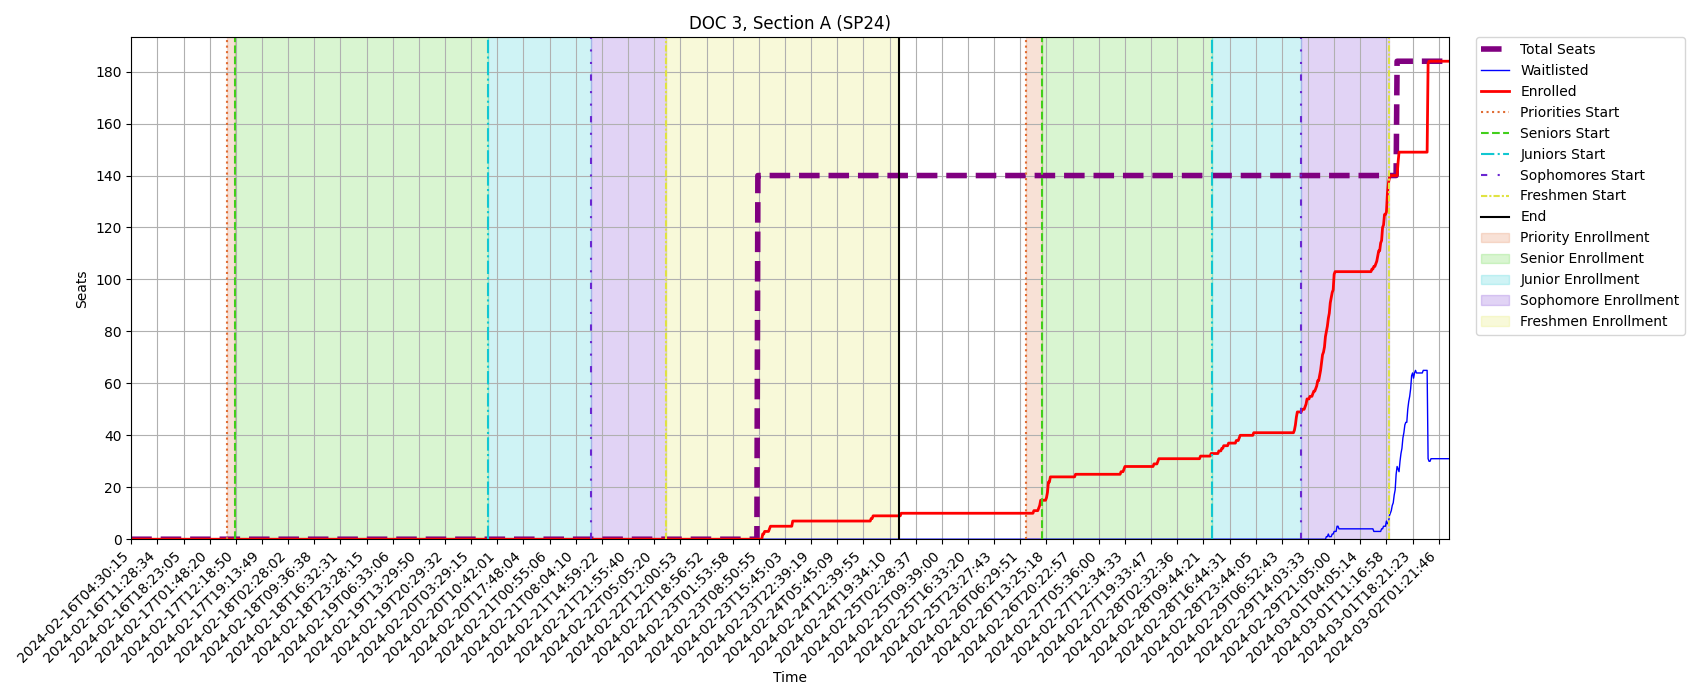 DOC 3, Section A (SP24)
Seats
180
160
140
120
100
80
60
40
20
0
2024-02-16T04:30:15
2024-02-16T11:28:34
2024-02-16T18:23:05
2024-02-17T01:48:20
2024-02-17T12:18:50
2024-02-17T19:13:49
2024-02-18T02:28:02
2024-02-18T09:36:38
2024-02-18T16:32:31
2024-02-18T23:28:15
2024-02-19T06:33:06
2024-02-19T13:29:50
2024-02-19T20:29:32
2024-02-20T03:29:15
2024-02-20T10:42:01
2024-02-20T17:48:04
2024-02-21T00:55:06
2024-02-21T08:04:10
2024-02-21T14:59:22
2024-02-21T21:55:40
2024-02-22T05:05:20
2024-02-22T12:00:53
2024-02-22T18:56:52
2024-02-23T01:53:58
2024-02-23T08:50:55
2024-02-23T15:45:03
2024-02-23T22:39:19
2024-02-24T05:45:09
2024-02-24T12:39:55
2024-02-24T19:34:10
2024-02-25T02:28:37
2024-02-25T09:39:00
2024-02-25T16:33:20
2024-02-25T23:27:43
2024-02-26T06:29:51
2024-02-26T13:25:18
2024-02-26T20:22:57
2024-02-27T05:36:00
2024-02-27T12:34:33
2024-02-27T19:33:47
2024-02-28T02:32:36
2024-02-28T09:44:21
2024-02-28T16:44:31
2024-02-28T23:44:05
2024-02-29T06:52:43
2024-02-29T14:03:33
2024-02-29T21:05:00
2024-03-01T04:05:14
2024-03-01T11:16:58
2024-03-01T18:21:23
2024-03-02T01:21:46
Time
Total Seats
Waitlisted
Enrolled
Priorities Start
Seniors Start
Juniors Start
Sophomores Start
Freshmen Start
End
Priority Enrollment
Senior Enrollment
Junior Enrollment
Sophomore Enrollment
Freshmen Enrollment